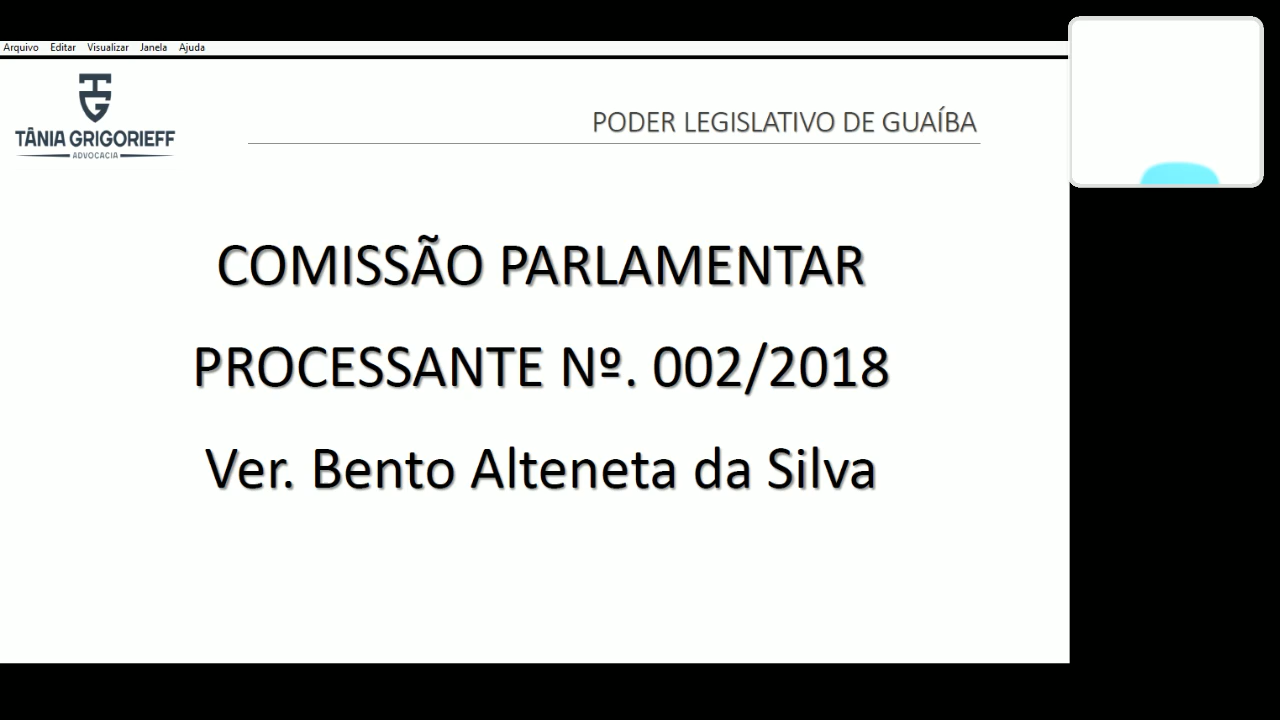 Arquivo Editar Visualizar Janela Ajuda
TG
TÂNIA GRIGORIEFF
ADVOCACIA
PODER LEGISLATIVO DE GUAÍBA
COMISSÃO PARLAMENTAR
PROCESSANTE Nº. 002/2018
Ver. Bento Alteneta da Silva